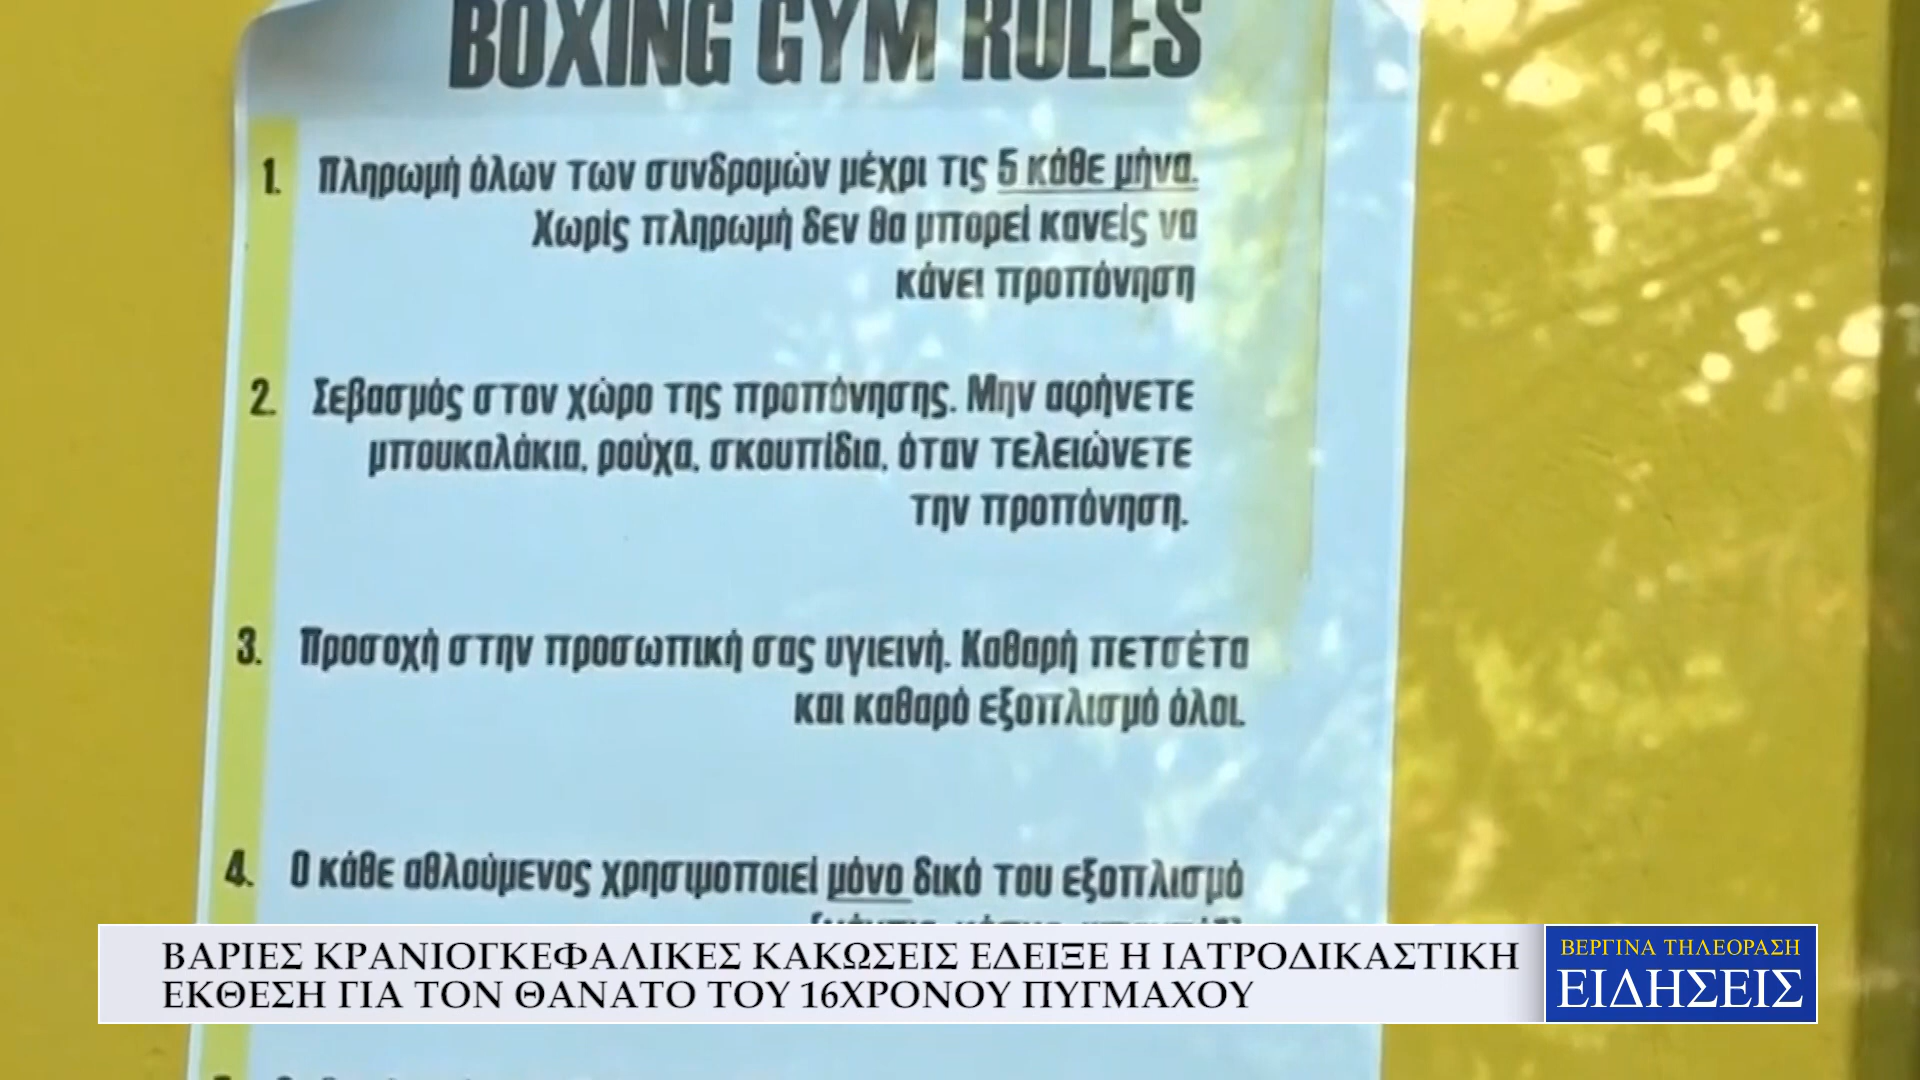 BOXING GYM RULES
1. Πληρωμή όλων των συνδρομών μέχρι τις 5 κάθε μήνα.
Χωρίς πληρωμή δεν θα μπορεί κανείς να
κάνει προπόνηση
2. Σεβασμός στον χώρο της προπόνησης. Μην αφήνετε
μπουκαλάκια, ρούχα, σκουπίδια, όταν τελειώνετε
την προπόνηση.
3. Προσοχή στην προσωπική σας υγιεινή. Καθαρή πετσέτα
και καθαρό εξοπλισμό όλοι.
4. Ο κάθε αθλούμενος χρησιμοποιεί μόνο δικό του εξοπλισμό
ΒΑΡΙΕΣ ΚΡΑΝΙΟΓΚΕΦΑΛΙΚΕΣ ΚΑΚΩΣΕΙΣ ΕΔΕΙΞΕ Η ΙΑΤΡΟΔΙΚΑΣΤΙΚΗ
ΕΚΘΕΣΗ ΓΙΑ ΤΟΝ ΘΑΝΑΤΟ ΤΟΥ 16ΧΡΟΝΟΥ ΠΥΓΜΑΧΟΥ
ΒΕΡΓΙΝΑ ΤΗΛΕΟΡΑΣΗ
ΕΙΔΗΣΕΙΣ